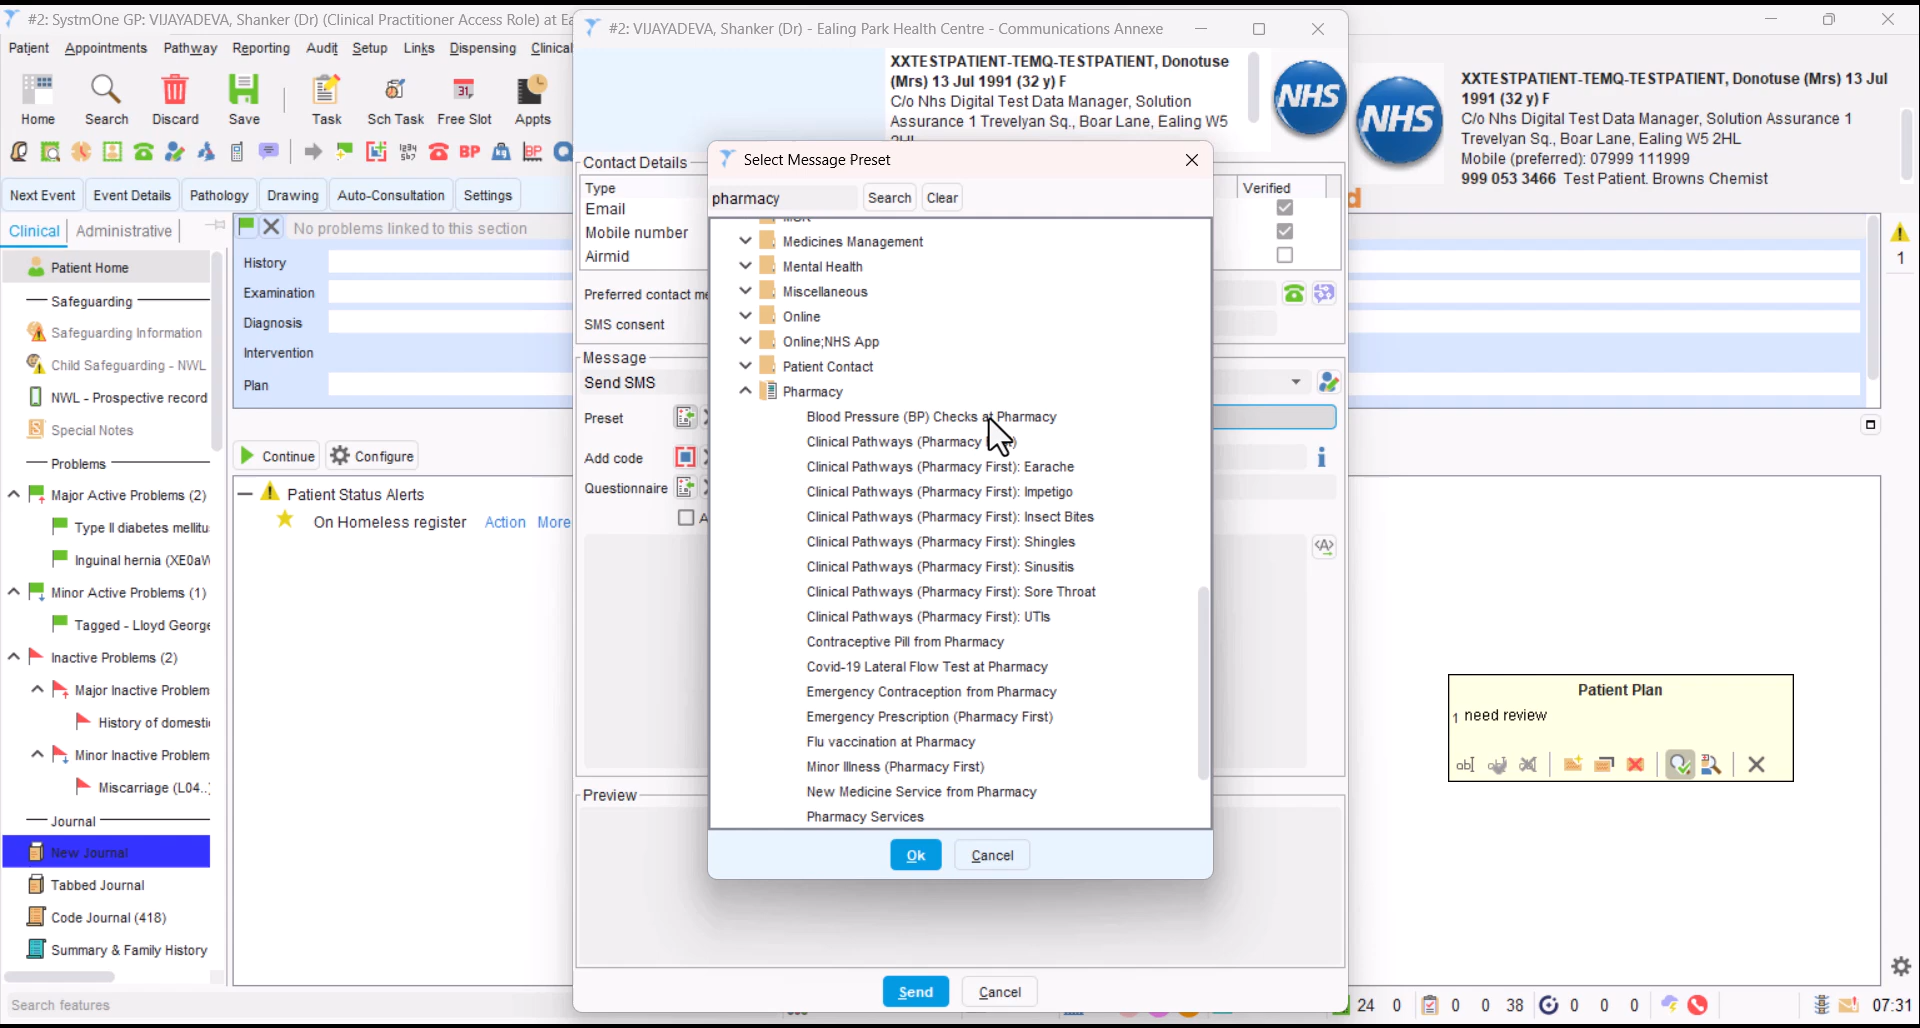 #2: SystmOne GP: VIJAYADEVA, Shanker (Dr) (Clinical Practitioner Access Role) at Ea
Patient Appointments Pathway Reporting Audit Setup Links Dispensing Clinical
Home Search Discard Save Task Sch Task Free Slot Appts
BP BP
Next Event Event Details Pathology Drawing Auto-Consultation Settings
Clinical Administrative
Patient Home
Safeguarding
Safeguarding Information
Child Safeguarding - NWL
NWL - Prospective record
Special Notes
Problems
Major Active Problems (2)
Type II diabetes mellitu
Inguinal hernia (XE0aW
Minor Active Problems (1)
Tagged - Lloyd George
Inactive Problems (2)
Major Inactive Problem
History of domesti
Minor Inactive Problem
Miscarriage (L04..)
Journal
New Journal
Tabbed Journal
Code Journal (418)
Summary & Family History
Search features
No problems linked to this section
History
Examination
Diagnosis
Intervention
Plan
Continue Configure
Patient Status Alerts
On Homeless register Action More
#2: VIJAYADEVA, Shanker (Dr) - Ealing Park Health Centre - Communications Annexe
XXTESTPATIENT-TEMQ-TESTPATIENT, Donotuse
(Mrs) 13 Jul 1991 (32 y) F
C/o Nhs Digital Test Data Manager, Solution
Assurance 1 Trevelyan Sq., Boar Lane, Ealing W5
2HL
NHS
Contact Details
Type Verified
Email
Mobile number
Airmid
Preferred contact me
SMS consent
Message
Send SMS
Preset
Add code
Questionnaire
A
Preview
Send Cancel
Select Message Preset
pharmacy Search Clear
Medicines Management
Mental Health
Miscellaneous
Online
Online;NHS App
Patient Contact
Pharmacy
Blood Pressure (BP) Checks at Pharmacy
Clinical Pathways (Pharmacy
Clinical Pathways (Pharmacy First): Earache
Clinical Pathways (Pharmacy First): Impetigo
Clinical Pathways (Pharmacy First): Insect Bites
Clinical Pathways (Pharmacy First): Shingles
Clinical Pathways (Pharmacy First): Sinusitis
Clinical Pathways (Pharmacy First): Sore Throat
Clinical Pathways (Pharmacy First): UTIs
Contraceptive Pill from Pharmacy
Covid-19 Lateral Flow Test at Pharmacy
Emergency Contraception from Pharmacy
Emergency Prescription (Pharmacy First)
Flu vaccination at Pharmacy
Minor Illness (Pharmacy First)
New Medicine Service from Pharmacy
Pharmacy Services
Ok Cancel
NHS
XXTESTPATIENT-TEMQ-TESTPATIENT, Donotuse (Mrs) 13 Jul
1991 (32 y) F
C/o Nhs Digital Test Data Manager, Solution Assurance 1
Trevelyan Sq., Boar Lane, Ealing W5 2HL
Mobile (preferred): 07999 111999
999 053 3466 Test Patient. Browns Chemist
1
Patient Plan
1 need review
24 0 0 0 38 0 0 0 07:31